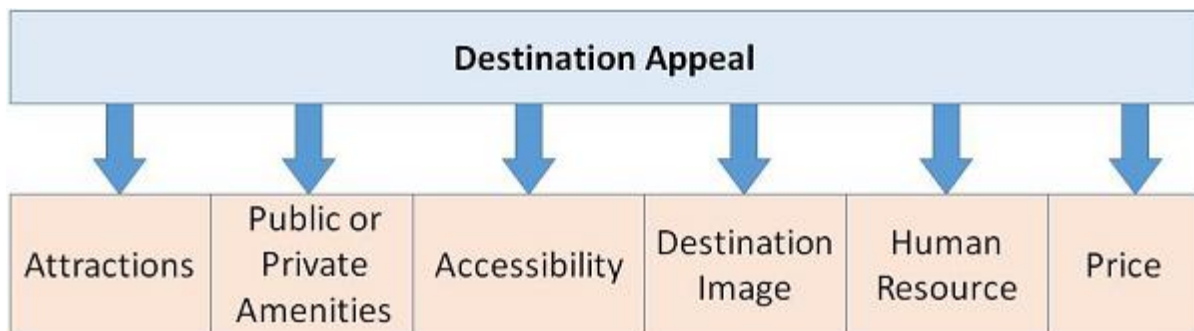 Destination Appeal
Attractions
Public or
Private
Amenities
Accessibility
Destination
Image
Human
Resource
Price